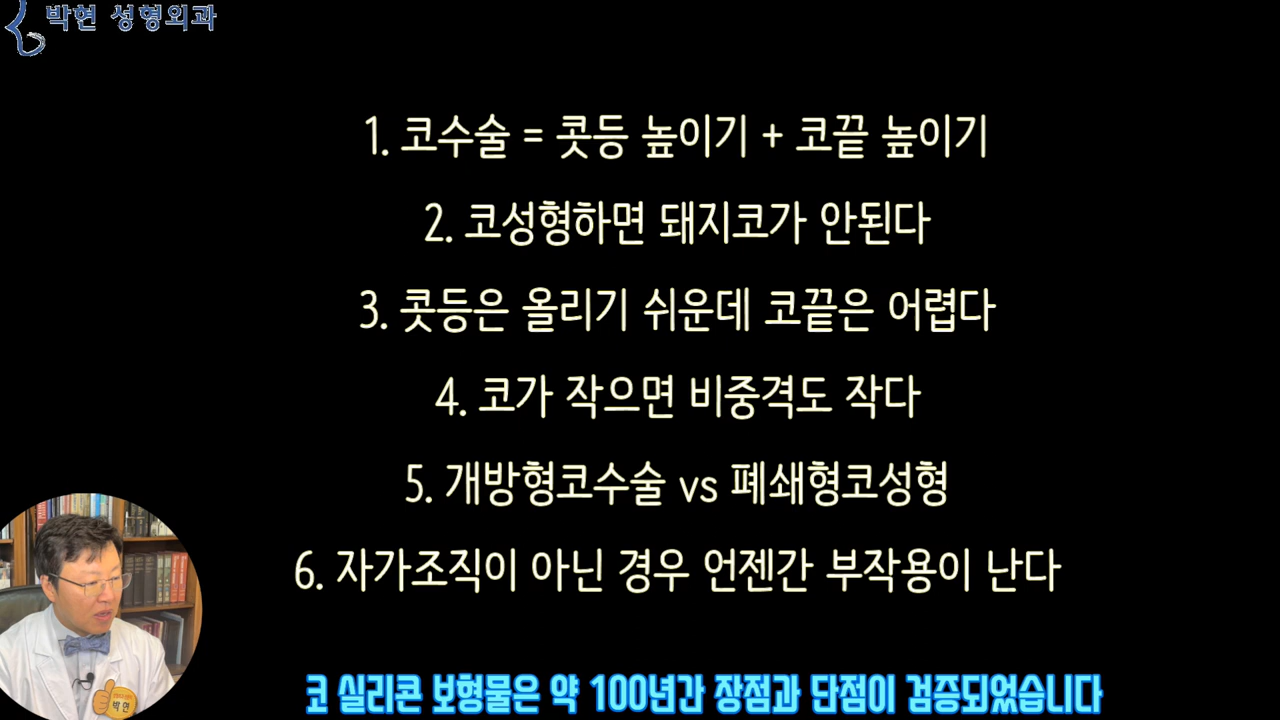 박현 성형외과
1. 코수술 = 콧등 높이기 + 코끝 높이기
2. 코성형하면 돼지코가 안된다
3. 콧등은 올리기 쉬운데 코끝은 어렵다
4. 코가 작으면 비중격도 작다
5. 개방형코수술 vs 폐쇄형코성형
6. 자가조직이 아닌 경우 언젠간 부작용이 난다
박현
코 실리콘 보형물은 약 100년간 장점과 단점이 검증되었습니다